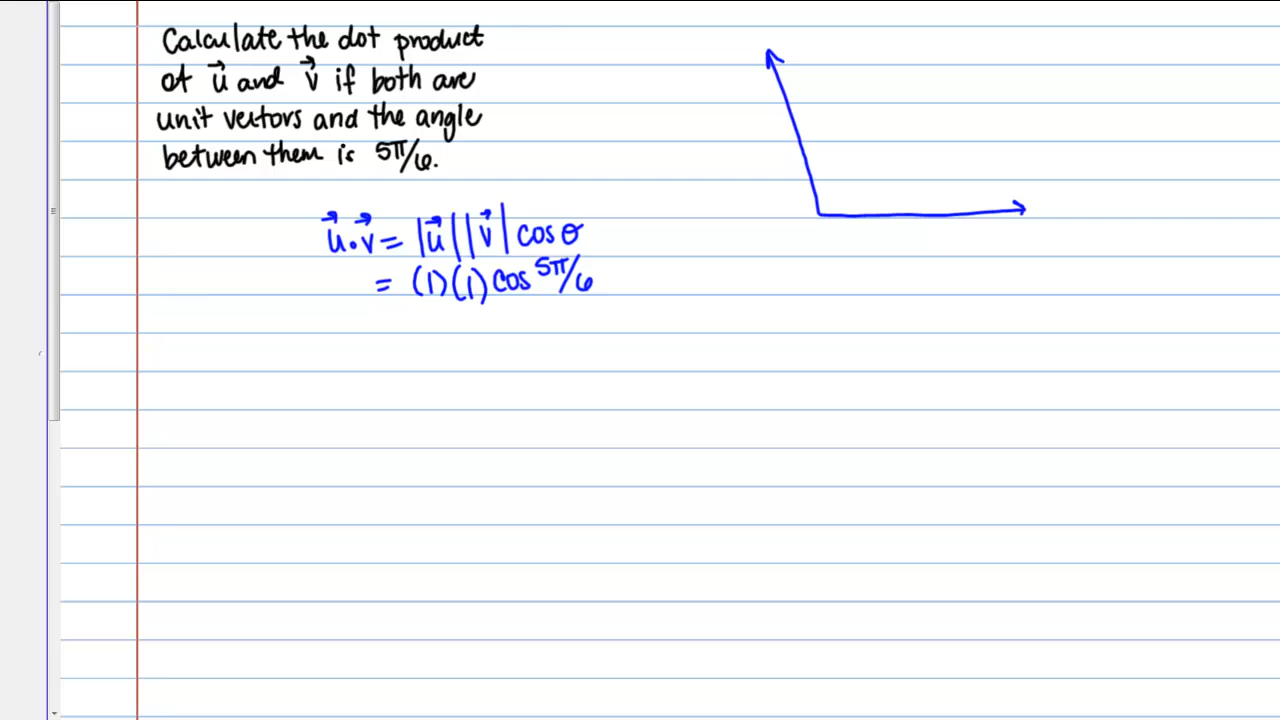 Calculate the dot product
of u⃗ and v⃗ if both are
unit vectors and the angle
between them is 5π/6.
u⃗ • v⃗ = |u⃗| |v⃗| cos θ
= (1)(1) cos 5π/6